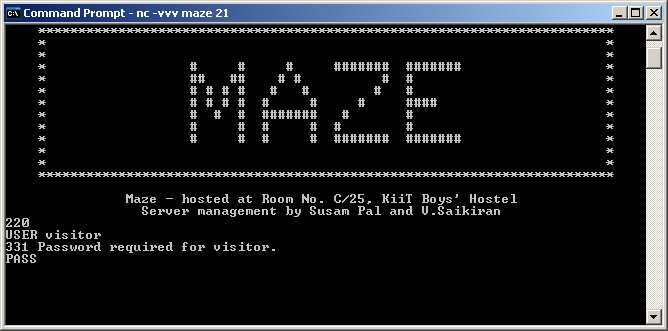 Command Prompt - nc -vvv maze 21
MAZE
Maze - hosted at Room No. C/25, KiiT Boys' Hostel
Server management by Susam Pal and V.Saikiran
220
USER visitor
331 Password required for visitor.
PASS